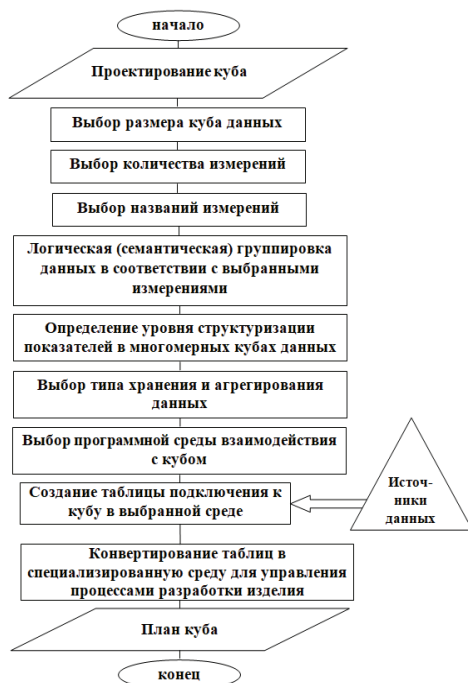 начало
Проектирование куба
Выбор размера куба данных
Выбор количества измерений
Выбор названий измерений
Логическая (семантическая) группировка
данных в соответствии с выбранными
измерениями
Определение уровня структуризации
показателей в многомерных кубах данных
Выбор типа хранения и агрегирования
данных
Выбор программной среды взаимодействия
с кубом
Создание таблицы подключения к
кубу в выбранной среде
Источ-
ники
данных
Конвертирование таблиц в
специализированную среду для управления
процессами разработки изделия
План куба
конец